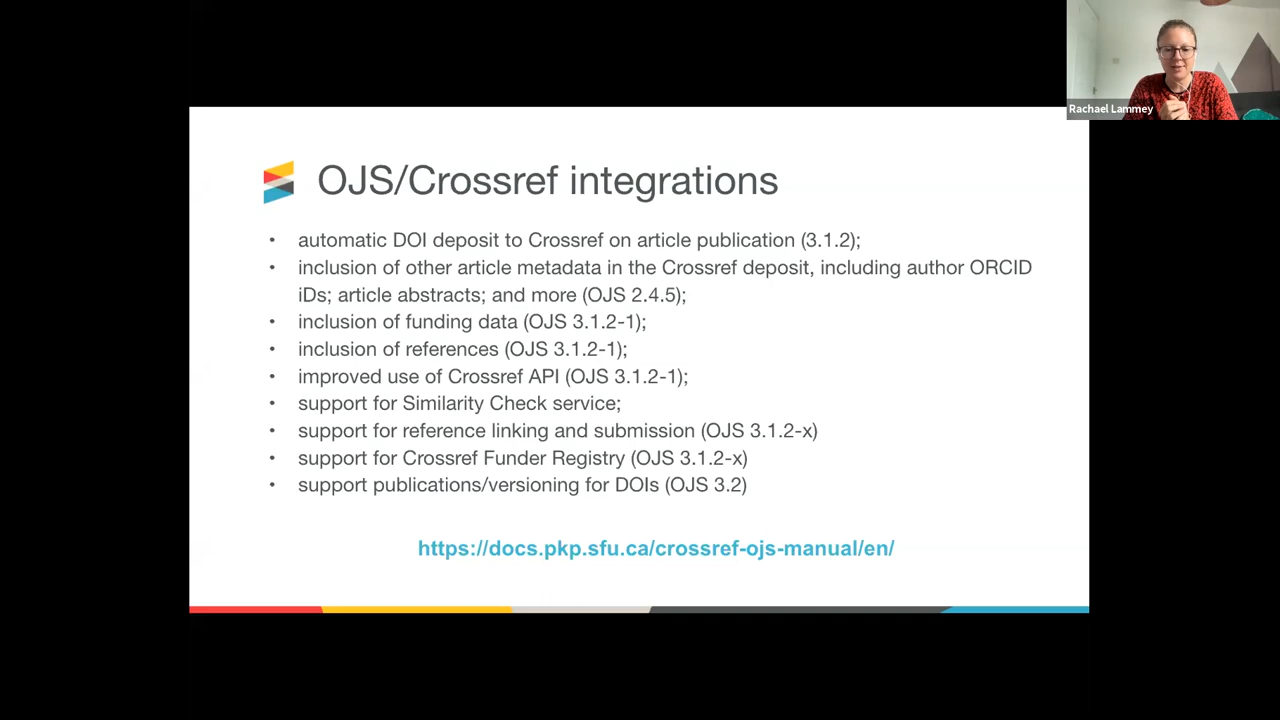 Rachael Lammey
OJS/Crossref integrations
• automatic DOI deposit to Crossref on article publication (3.1.2);
• inclusion of other article metadata in the Crossref deposit, including author ORCID
iDs; article abstracts; and more (OJS 2.4.5);
• inclusion of funding data (OJS 3.1.2-1);
• inclusion of references (OJS 3.1.2-1);
• improved use of Crossref API (OJS 3.1.2-1);
• support for Similarity Check service;
• support for reference linking and submission (OJS 3.1.2-x)
• support for Crossref Funder Registry (OJS 3.1.2-x)
• support publications/versioning for DOIs (OJS 3.2)
https://docs.pkp.sfu.ca/crossref-ojs-manual/en/